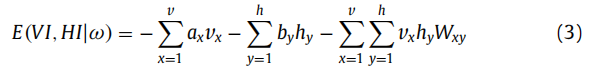 E(VI, HI|ω) = − ∑_{x=1}^{v} a_x v_x − ∑_{y=1}^{h} b_y h_y − ∑_{x=1}^{v} ∑_{y=1}^{h} v_x h_y W_{xy} (3)